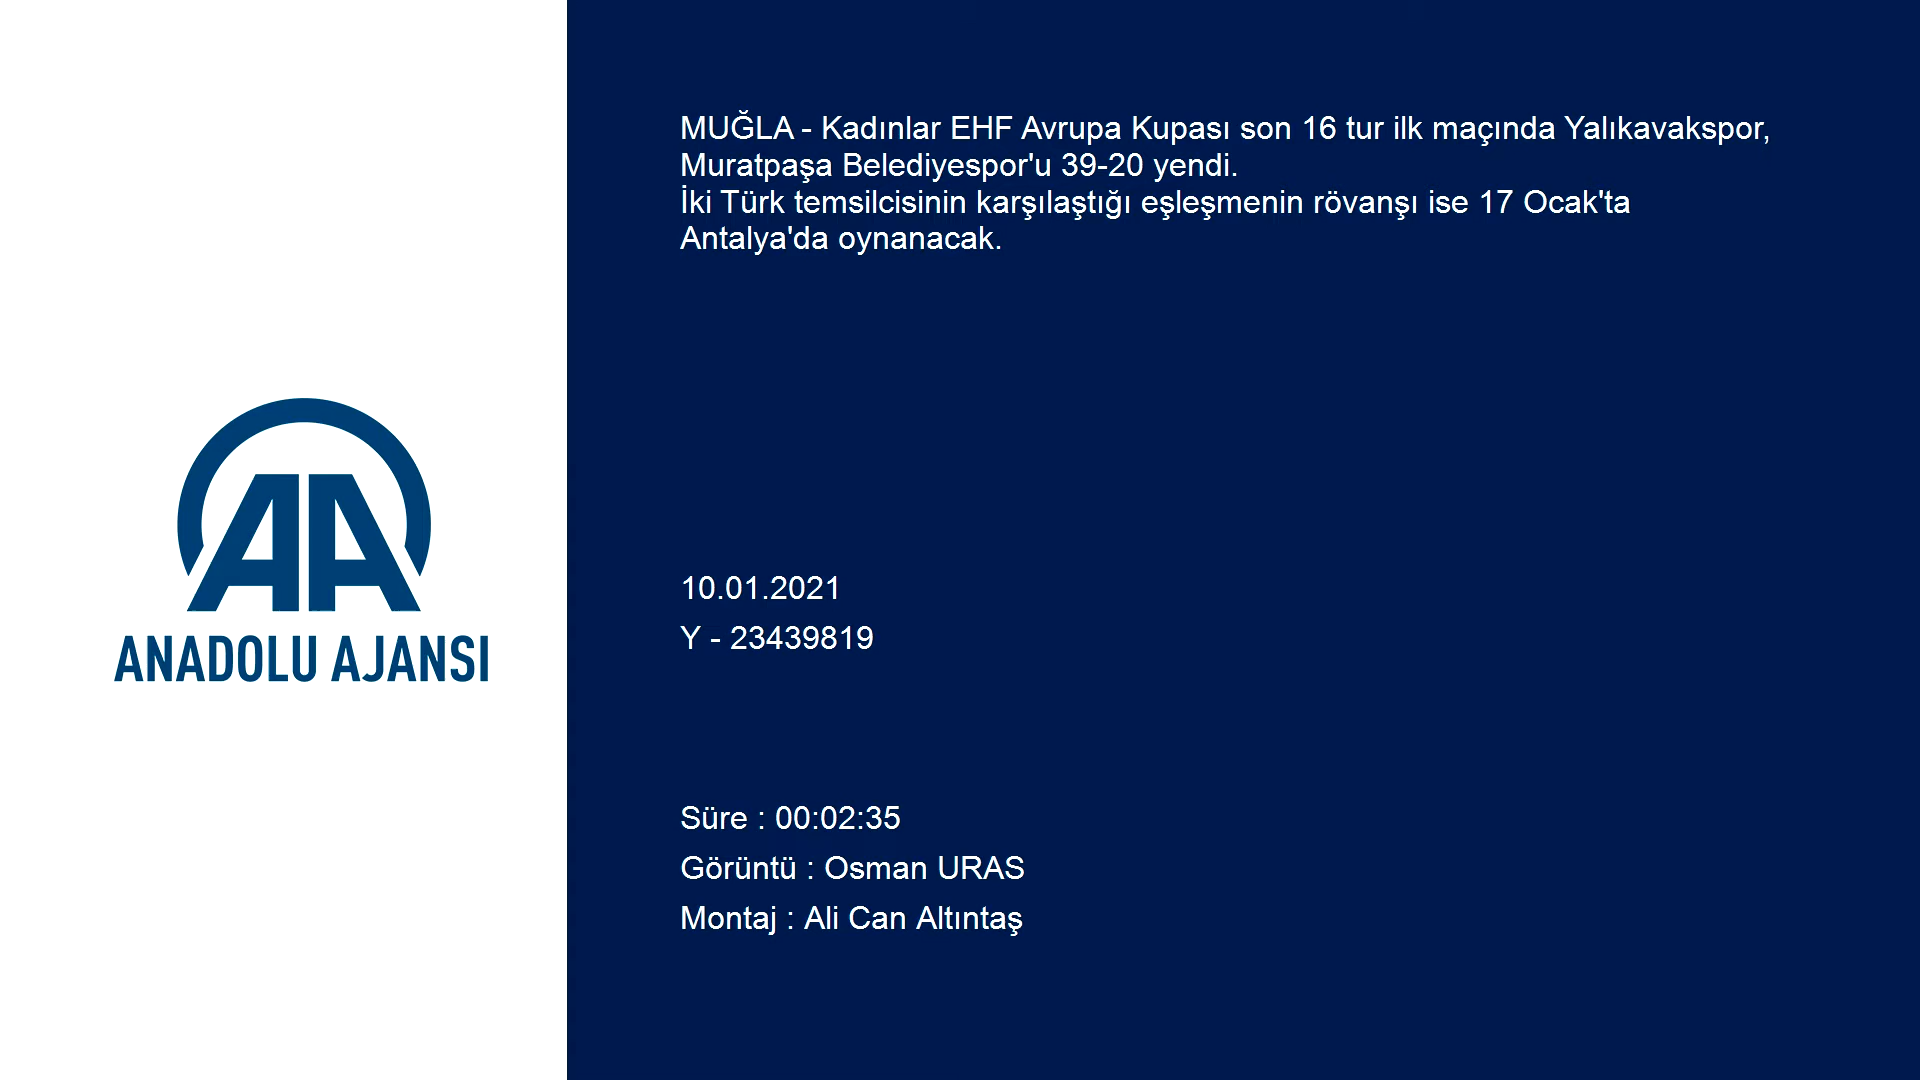 MUĞLA - Kadınlar EHF Avrupa Kupası son 16 tur ilk maçında Yalıkavakspor,
Muratpaşa Belediyespor'u 39-20 yendi.
İki Türk temsilcisinin karşılaştığı eşleşmenin rövanşı ise 17 Ocak'ta
Antalya'da oynanacak.
AA
ANADOLU AJANSI
10.01.2021
Y - 23439819
Süre : 00:02:35
Görüntü : Osman URAS
Montaj : Ali Can Altıntaş